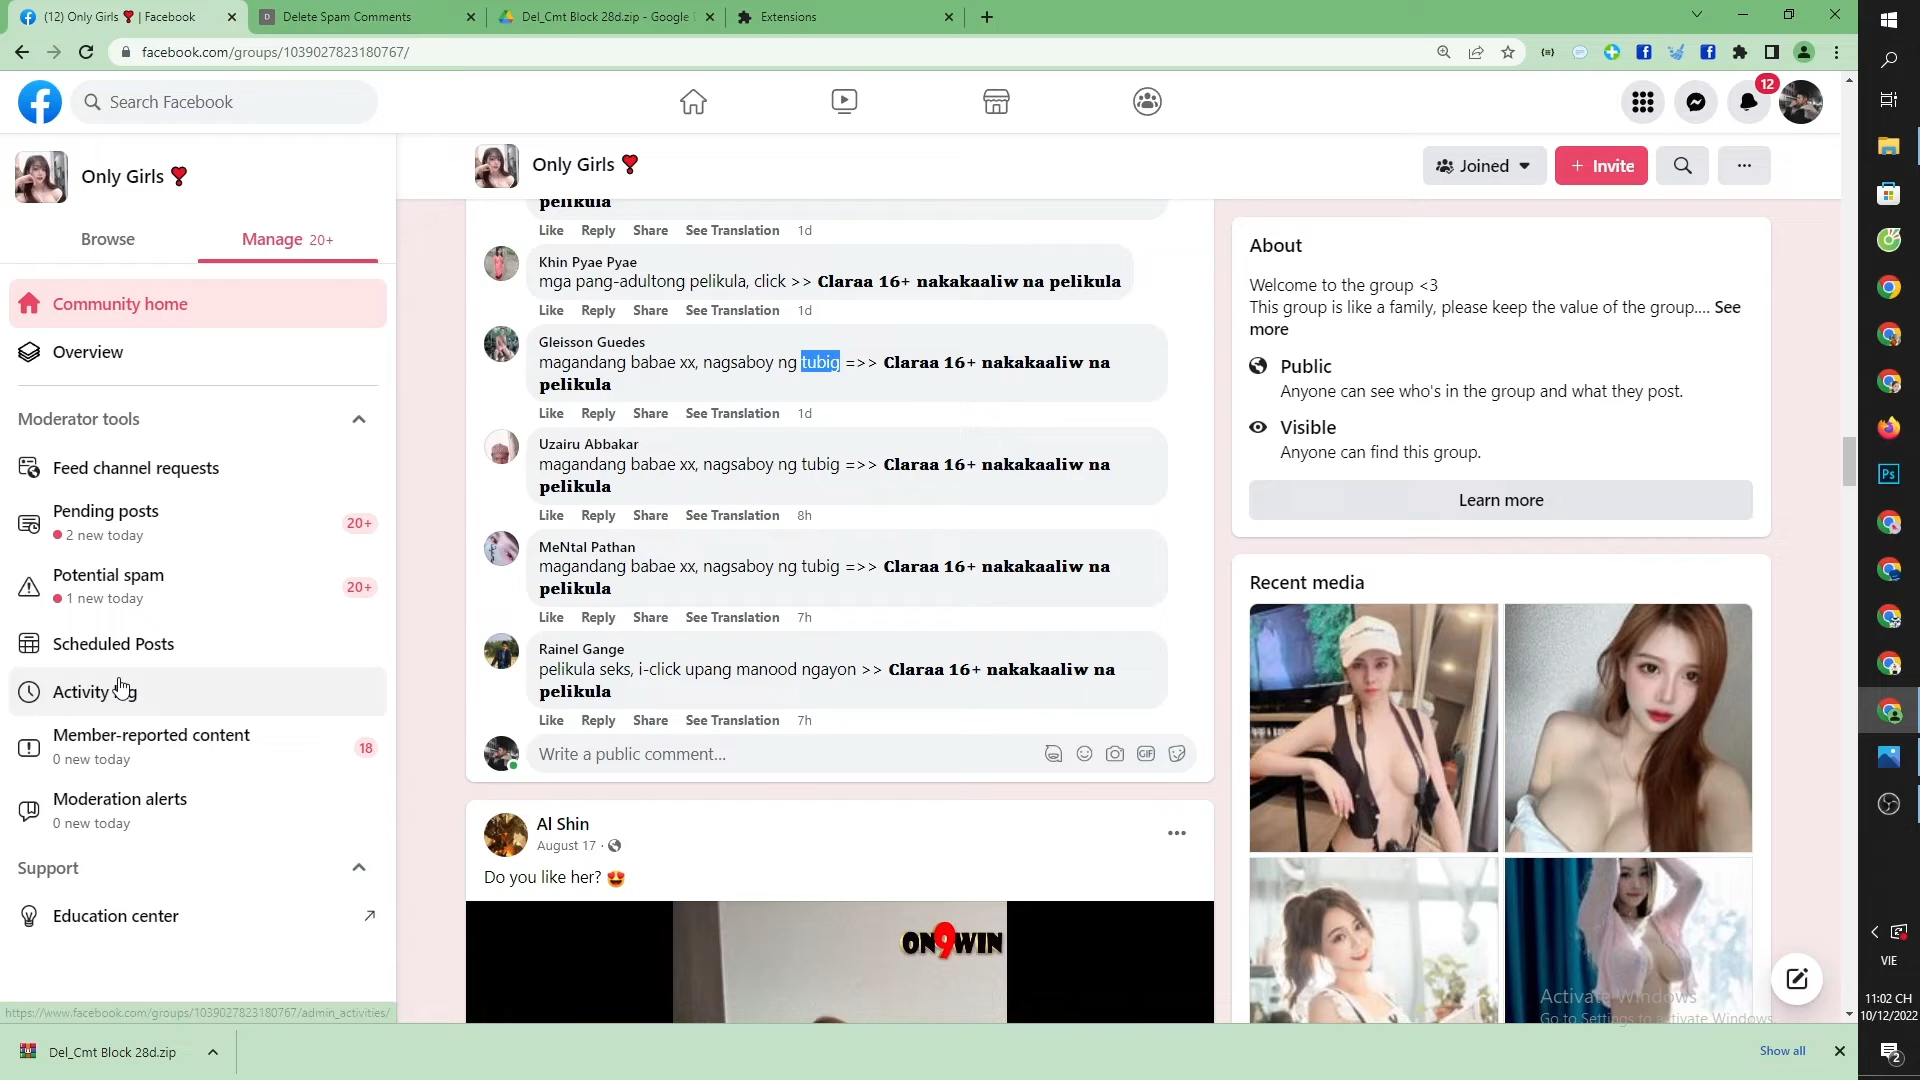 (12) Only Girls ❣ | Facebook
Delete Spam Comments
Del_Cmt Block 28d.zip - Google
Extensions
facebook.com/groups/1039027823180767/
Search Facebook
12
Only Girls ❣
Browse
Manage 20+
Community home
Overview
Moderator tools
Feed channel requests
Pending posts
2 new today
20+
Potential spam
1 new today
20+
Scheduled Posts
Activity log
Member-reported content
0 new today
18
Moderation alerts
0 new today
Support
Education center
https://www.facebook.com/groups/1039027823180767/admin_activities/
Only Girls ❣
Joined
+ Invite
pelikula
Like Reply Share See Translation 1d
Khin Pyae Pyae
mga pang-adultong pelikula, click >> Claraa 16+ nakakaaliw na pelikula
Like Reply Share See Translation 1d
Gleisson Guedes
magandang babae xx, nagsaboy ng tubig =>> Claraa 16+ nakakaaliw na
pelikula
Like Reply Share See Translation 1d
Uzairu Abbakar
magandang babae xx, nagsaboy ng tubig =>> Claraa 16+ nakakaaliw na
pelikula
Like Reply Share See Translation 8h
MeNtal Pathan
magandang babae xx, nagsaboy ng tubig =>> Claraa 16+ nakakaaliw na
pelikula
Like Reply Share See Translation 7h
Rainel Gange
pelikula seks, i-click upang manood ngayon >> Claraa 16+ nakakaaliw na
pelikula
Like Reply Share See Translation 7h
Write a public comment...
GIF
Al Shin
August 17 ·
Do you like her? 😍
ON9WIN
About
Welcome to the group <3
This group is like a family, please keep the value of the group.... See
more
Public
Anyone can see who's in the group and what they post.
Visible
Anyone can find this group.
Learn more
Recent media
Activate Windows
Go to Settings to activate Windows.
Del_Cmt Block 28d.zip
Show all
Ps
VIE
11:02 CH
10/12/2022
2